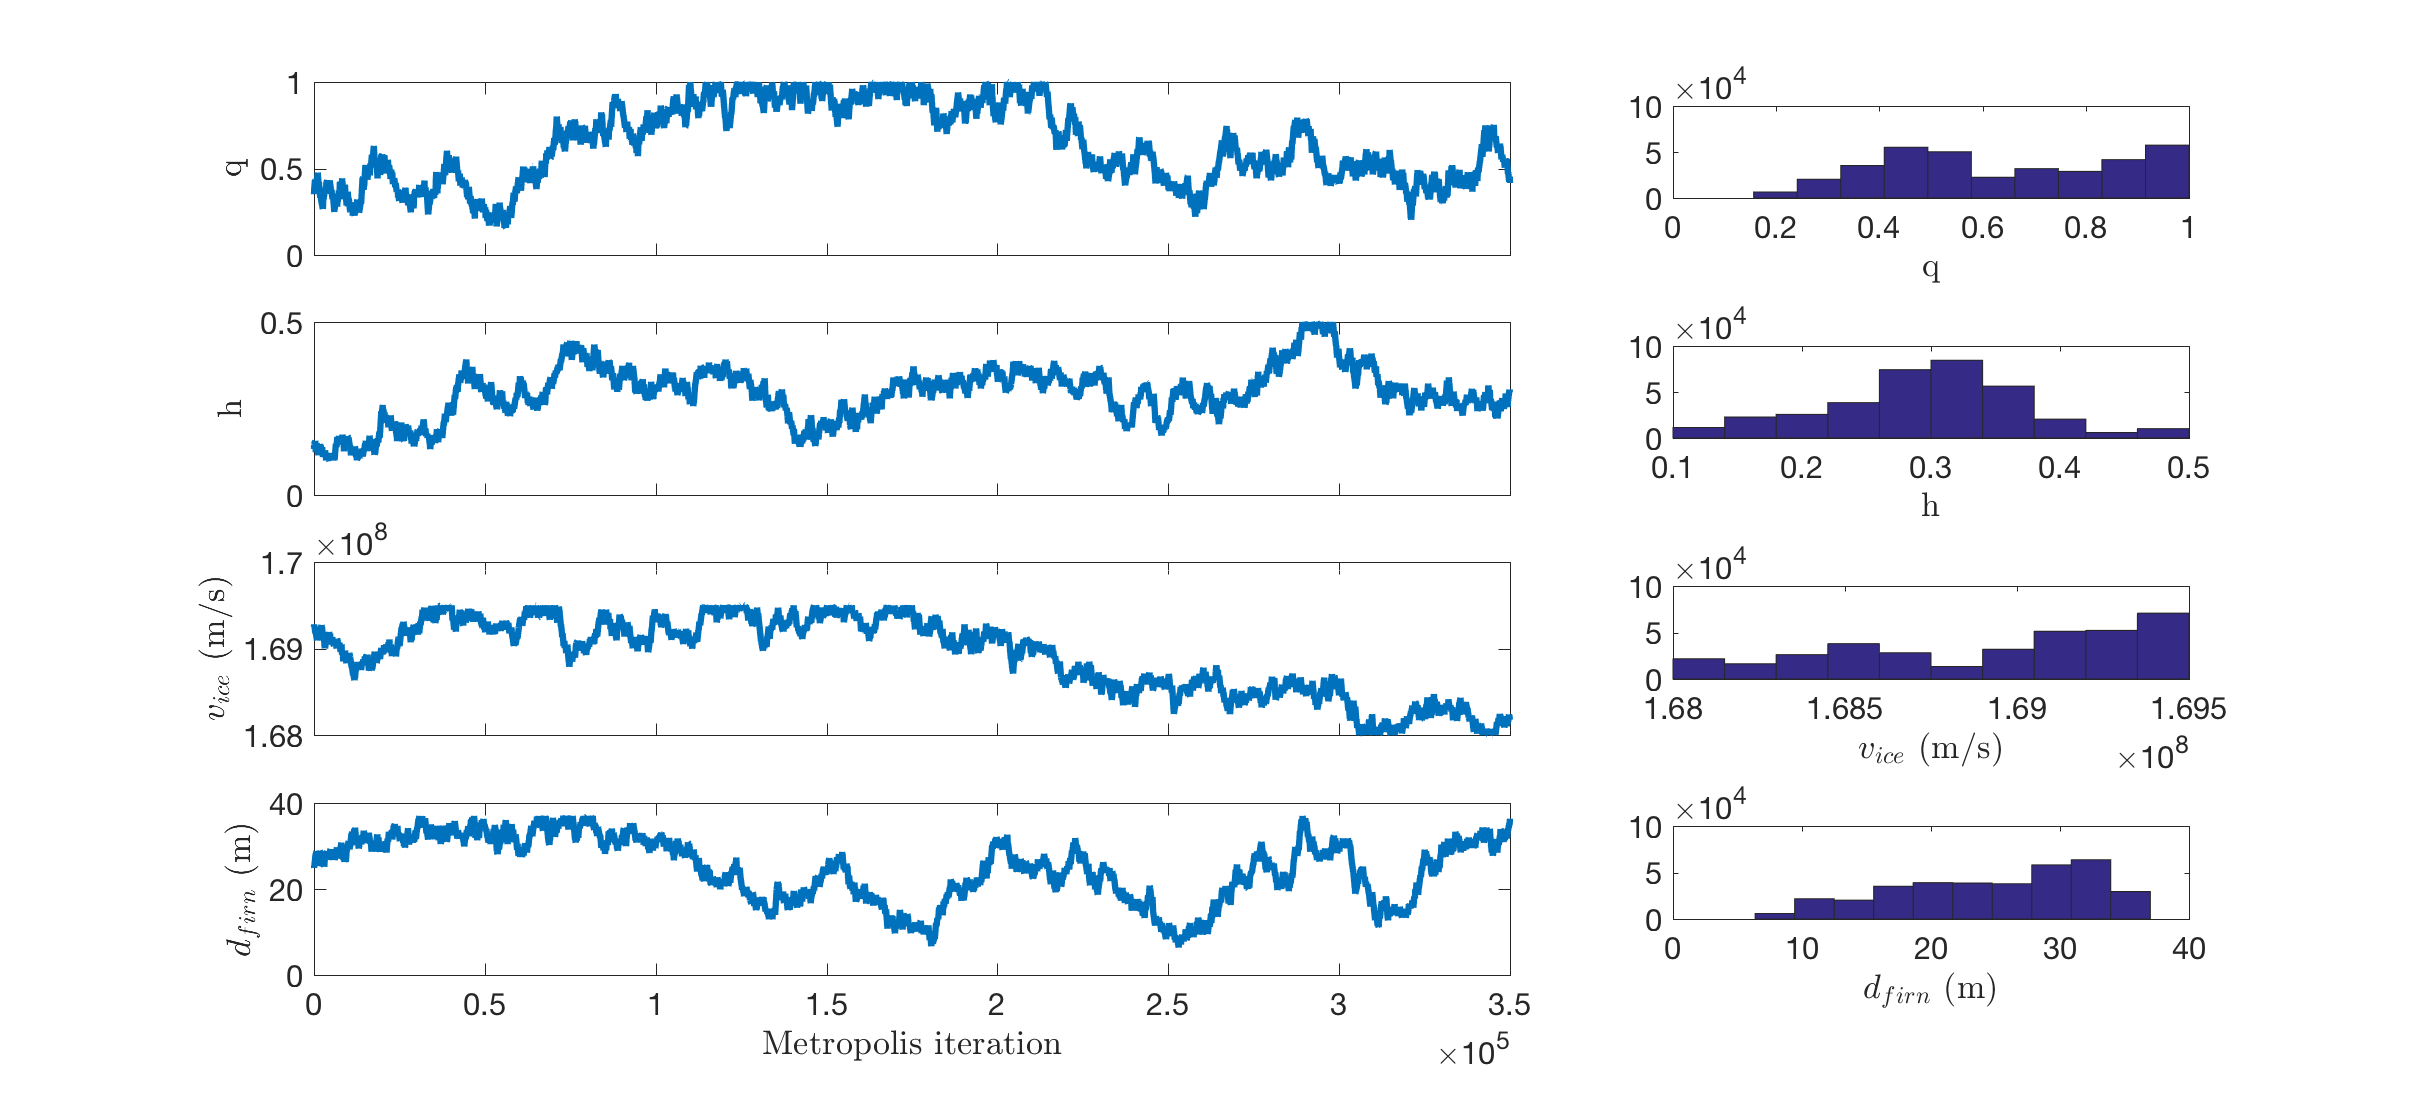 1
q 0.5
0
0.5
h
0
×10^8
1.7
v_ice (m/s) 1.69
1.68
40
d_firn (m) 20
0
0 0.5 1 1.5 2 2.5 3 3.5
Metropolis iteration
×10^5
×10^4
10
5
0
0 0.2 0.4 0.6 0.8 1
q
×10^4
10
5
0
0.1 0.2 0.3 0.4 0.5
h
×10^4
10
5
0
1.68 1.685 1.69 1.695
v_ice (m/s) ×10^8
×10^4
10
5
0
0 10 20 30 40
d_firn (m)